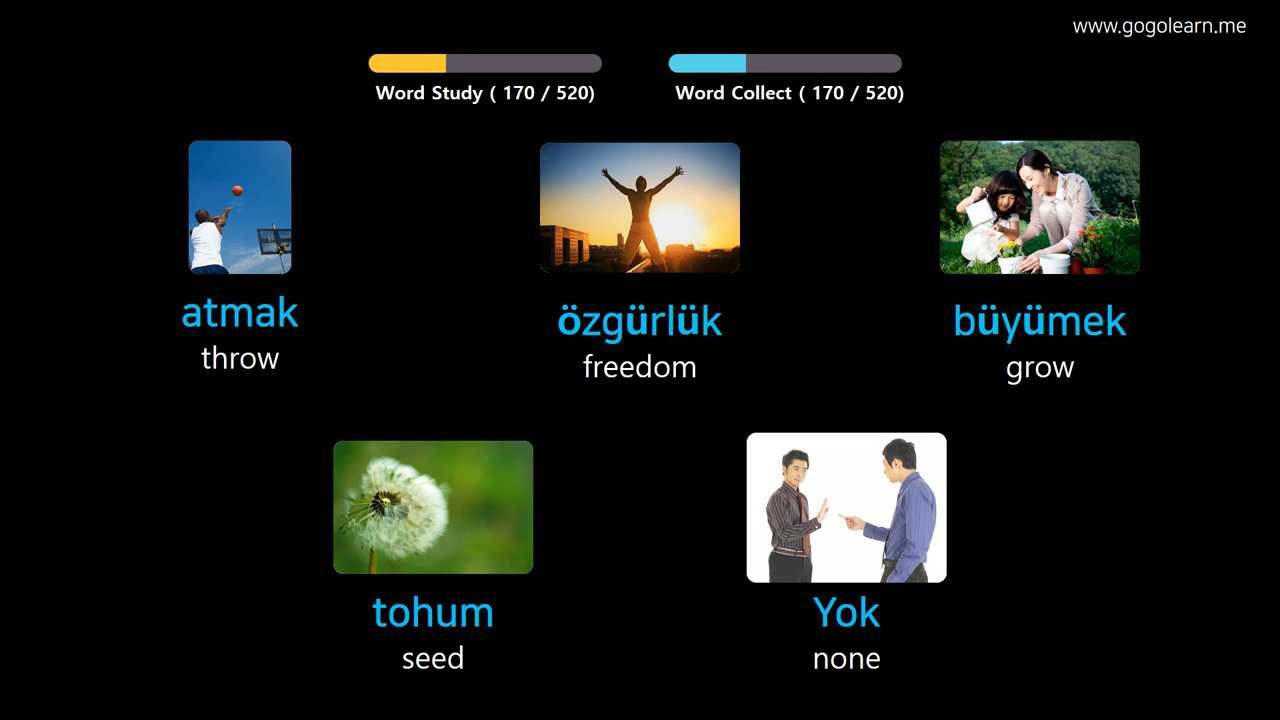 www.gogolearn.me
Word Study ( 170 / 520)
Word Collect ( 170 / 520)
atmak
throw
özgürlük
freedom
büyümek
grow
tohum
seed
Yok
none